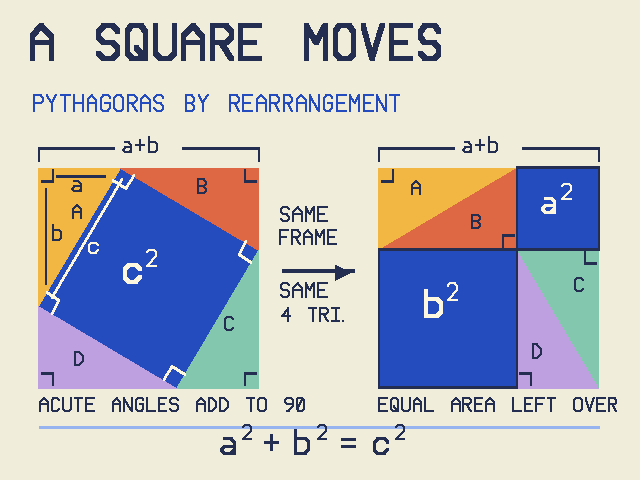 A SQUARE MOVES
PYTHAGORAS BY REARRANGEMENT
a+b
a
A
b
c
B
c²
C
D
SAME
FRAME
SAME
4 TRI.
a+b
A
B
a²
b²
C
D
ACUTE ANGLES ADD TO 90
EQUAL AREA LEFT OVER
a² + b² = c²